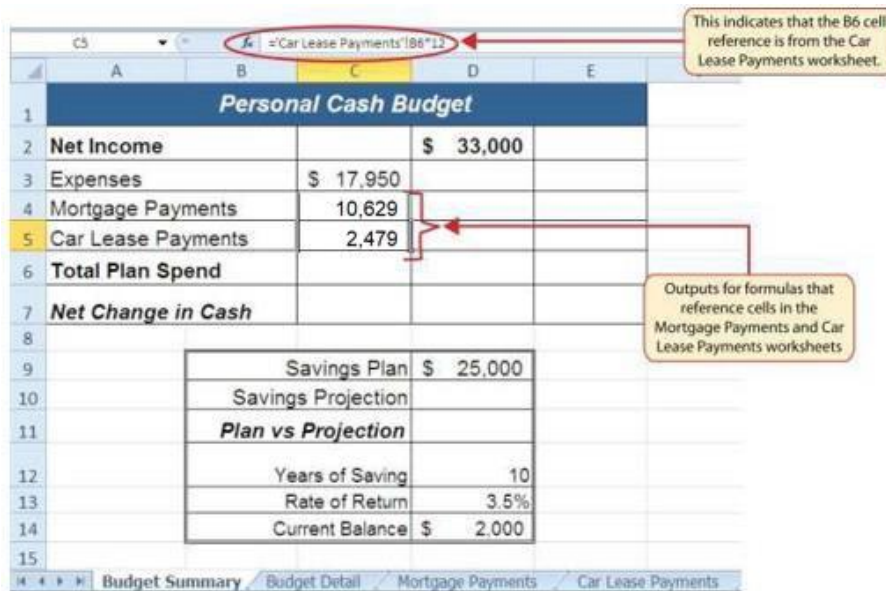 This indicates that the B6 cell
reference is from the Car
Lease Payments worksheet.
C5 fx ='Car Lease Payments'!B6*12
A B C D E
1 Personal Cash Budget
2 Net Income $ 33,000
3 Expenses $ 17,950
4 Mortgage Payments 10,629
5 Car Lease Payments 2,479
6 Total Plan Spend
7 Net Change in Cash
8
9 Savings Plan $ 25,000
10 Savings Projection
11 Plan vs Projection
12 Years of Saving 10
13 Rate of Return 3.5%
14 Current Balance $ 2,000
15
Outputs for formulas that
reference cells in the
Mortgage Payments and Car
Lease Payments worksheets
Budget Summary Budget Detail Mortgage Payments Car Lease Payments